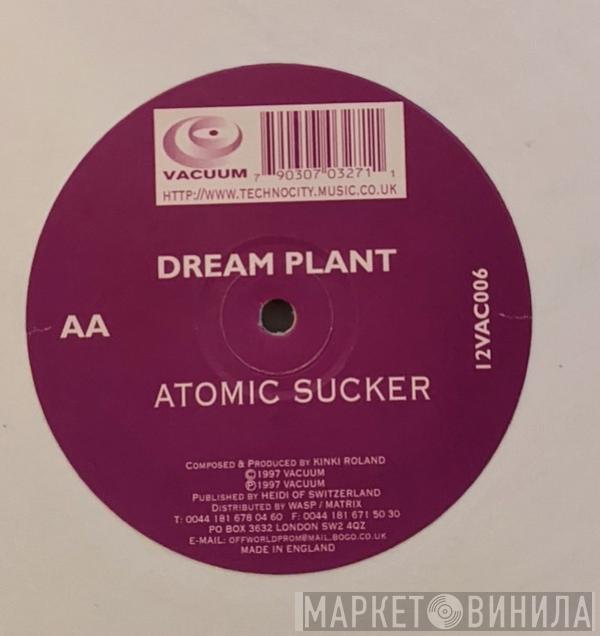 VACUUM
7 90307 03271 1
HTTP://WWW.TECHNOCITY.MUSIC.CO.UK
DREAM PLANT
AA
12VAC006
ATOMIC SUCKER
COMPOSED & PRODUCED BY KINKI ROLAND
©1997 VACUUM
℗1997 VACUUM
PUBLISHED BY HEIDI OF SWITZERLAND
DISTRIBUTED BY WASP / MATRIX
T: 0044 181 678 04 60 F: 0044 181 671 50 30
PO BOX 3632 LONDON SW2 4QZ
E-MAIL: OFFWORLDPROM@MAIL.BOGO.CO.UK
MADE IN ENGLAND
МАРКЕТ ВИНИЛА